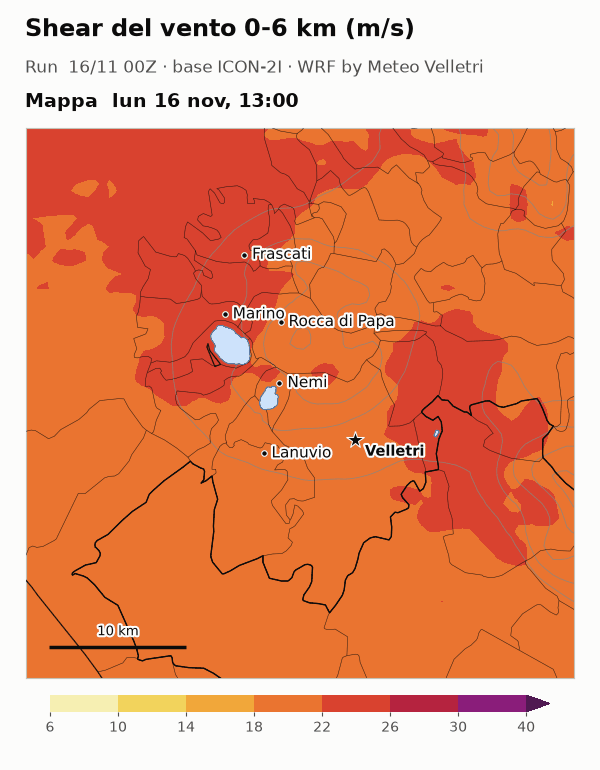 Shear del vento 0-6 km (m/s)
Run  16/11 00Z · base ICON-2I · WRF by Meteo Velletri
Mappa  lun 16 nov, 13:00
Frascati
Marino
Rocca di Papa
Nemi
Velletri
Lanuvio
10 km
6 10 14 18 22 26 30 40